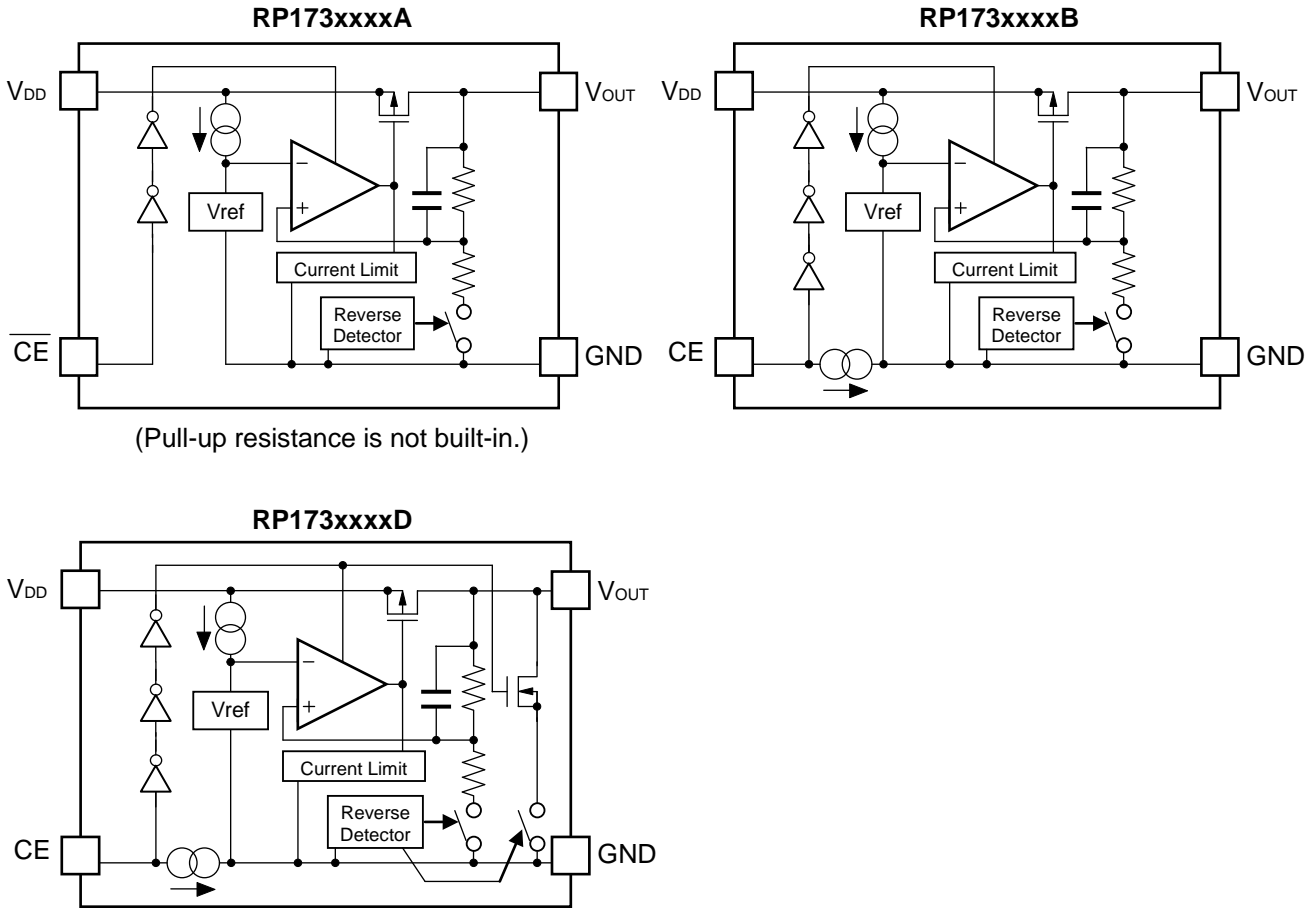 RP173xxxxA
VDD
VOUT
−
+
Vref
Current Limit
Reverse
Detector
C̅E̅
GND
(Pull-up resistance is not built-in.)
RP173xxxxB
VDD
VOUT
−
+
Vref
Current Limit
Reverse
Detector
CE
GND
RP173xxxxD
VDD
VOUT
−
+
Vref
Current Limit
Reverse
Detector
CE
GND